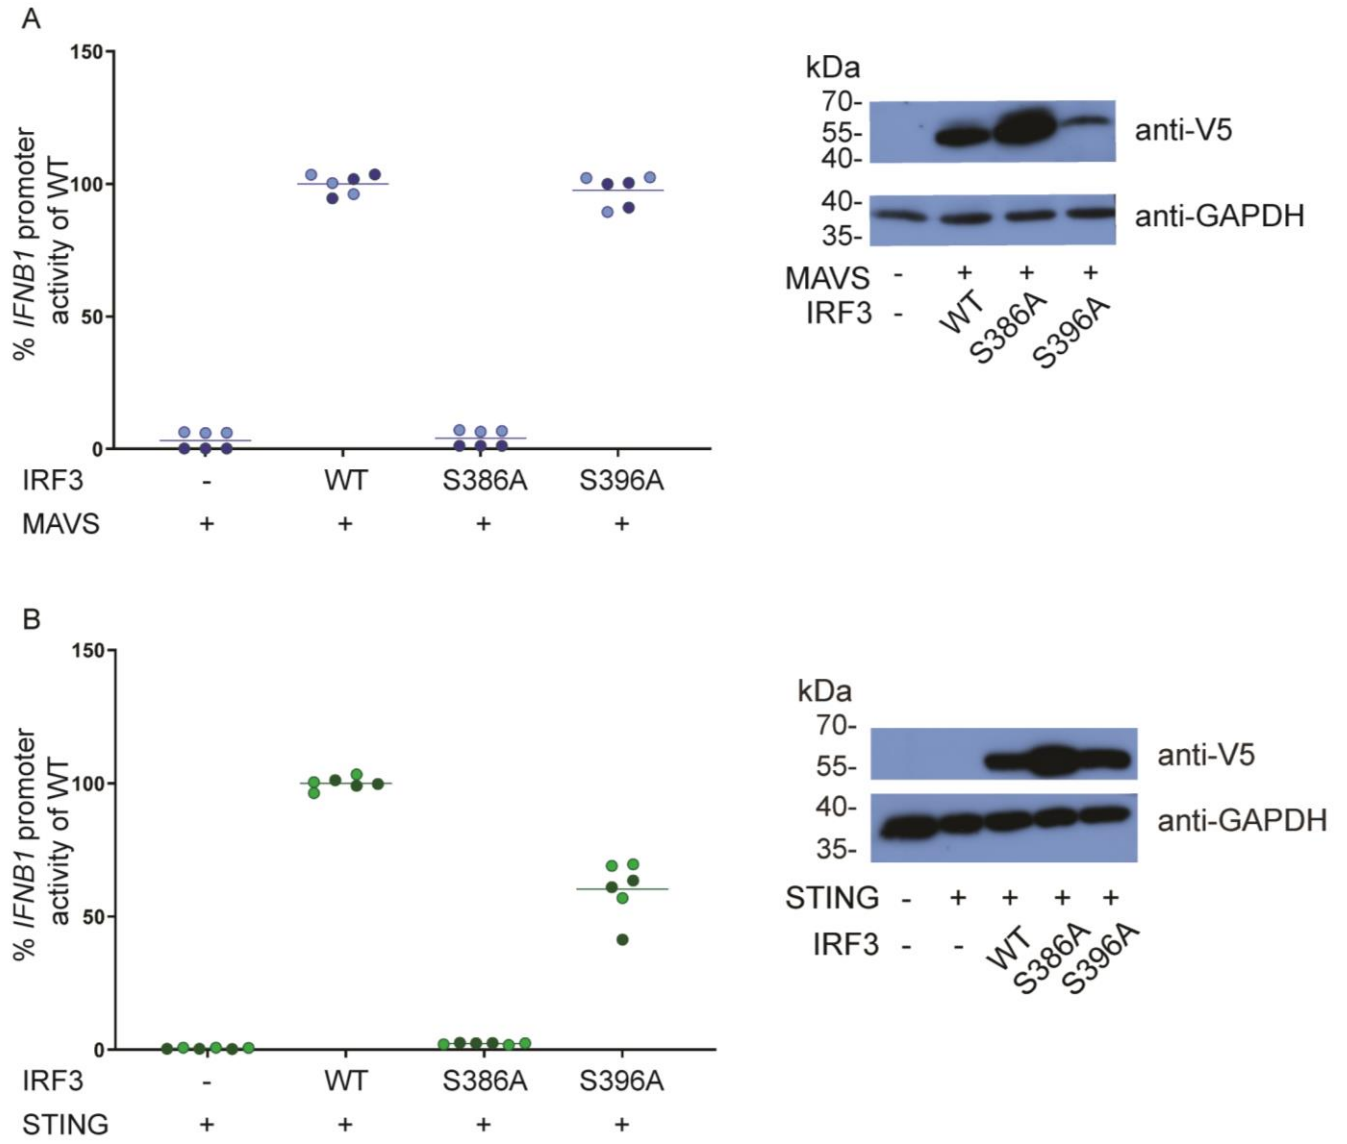 A
150
100
50
0
% IFNB1 promoter
activity of WT
IRF3 - WT S386A S396A
MAVS + + + +
kDa
70-
55-
40-
anti-V5
40-
35-
anti-GAPDH
MAVS - + + +
IRF3 - WT S386A S396A
B
150
100
50
0
% IFNB1 promoter
activity of WT
IRF3 - WT S386A S396A
STING + + + +
kDa
70-
55-
anti-V5
40-
35-
anti-GAPDH
STING - + + + +
IRF3 - - WT S386A S396A